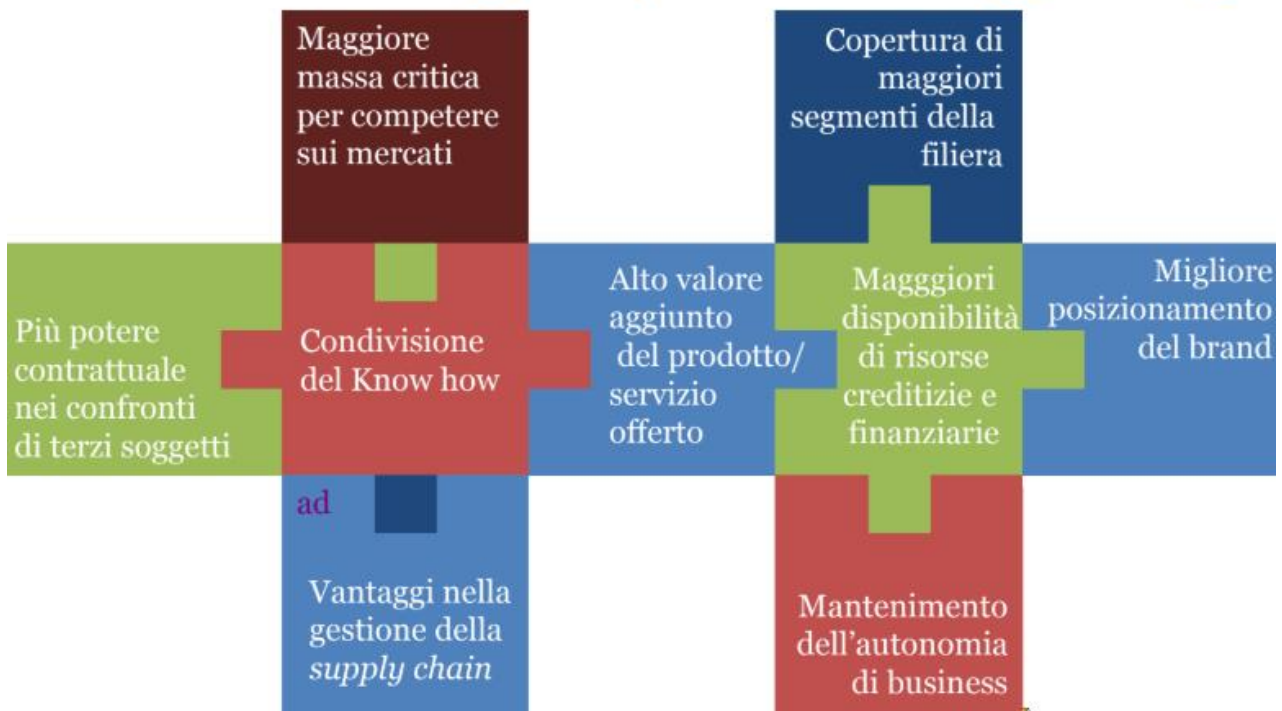 Maggiore
massa critica
per competere
sui mercati
Copertura di
maggiori
segmenti della
filiera
Più potere
contrattuale
nei confronti
di terzi soggetti
Condivisione
del Know how
Alto valore
aggiunto
del prodotto/
servizio
offerto
Magggiori
disponibilità
di risorse
creditizie e
finanziarie
Migliore
posizionamento
del brand
ad
Vantaggi nella
gestione della
supply chain
Mantenimento
dell'autonomia
di business